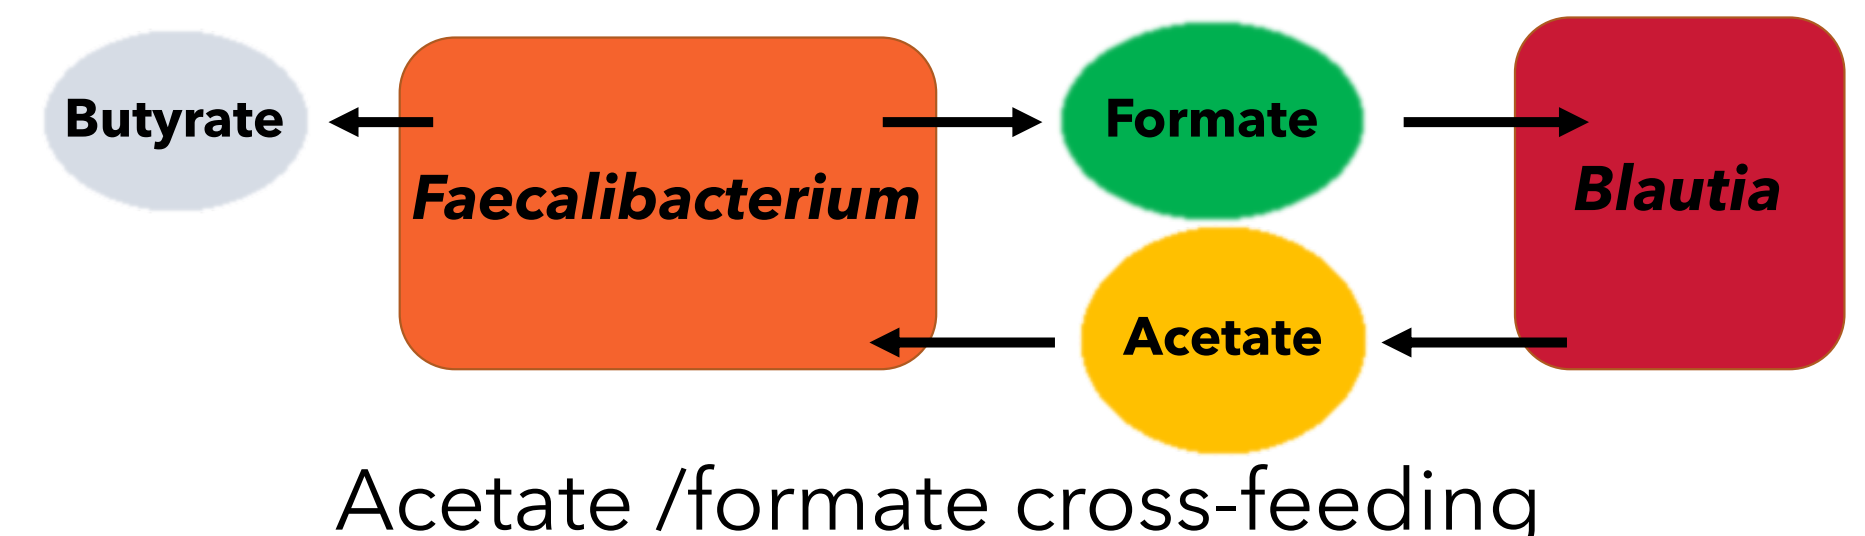 Butyrate
Faecalibacterium
Formate
Blautia
Acetate
Acetate /formate cross-feeding